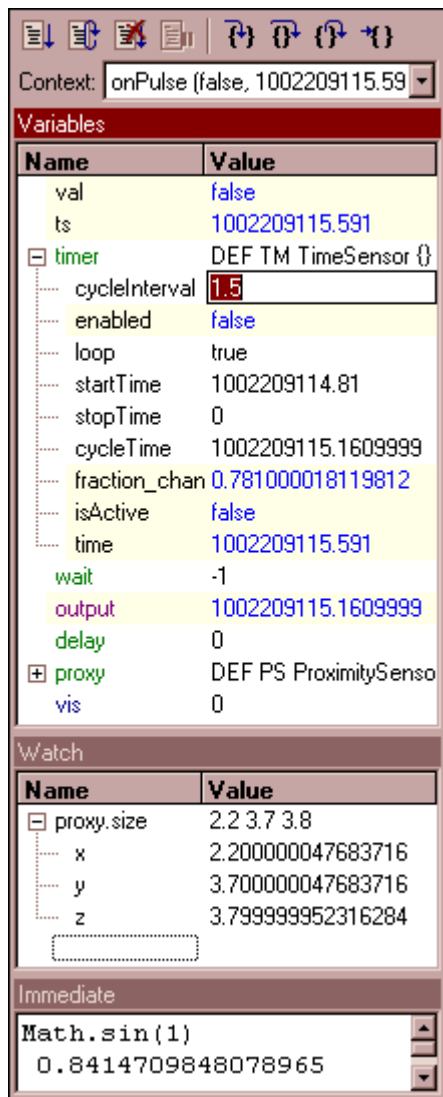 Context: onPulse (false, 1002209115.59
Variables
Name Value
val false
ts 1002209115.591
timer DEF TM TimeSensor {}
cycleInterval 1.5
enabled false
loop true
startTime 1002209114.81
stopTime 0
cycleTime 1002209115.1609999
fraction_chan 0.781000018119812
isActive false
time 1002209115.591
wait -1
output 1002209115.1609999
delay 0
proxy DEF PS ProximitySenso
vis 0
Watch
Name Value
proxy.size 2.2 3.7 3.8
x 2.200000047683716
y 3.700000047683716
z 3.799999952316284
Immediate
Math.sin(1)
0.8414709848078965